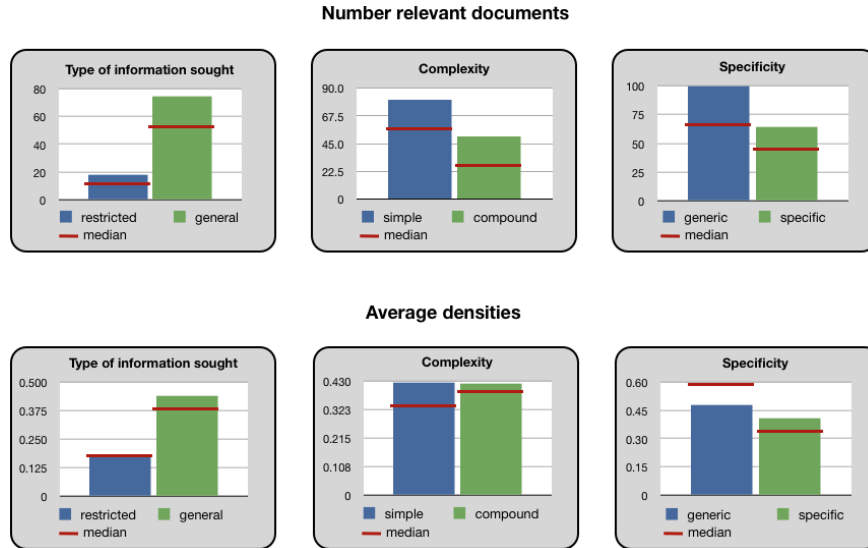 Number relevant documents
Type of information sought
80
60
40
20
0
restricted general
median
Complexity
90.0
67.5
45.0
22.5
0
simple compound
median
Specificity
100
75
50
25
0
generic specific
median
Average densities
Type of information sought
0.500
0.375
0.250
0.125
0
restricted general
median
Complexity
0.430
0.323
0.215
0.108
0
simple compound
median
Specificity
0.60
0.45
0.30
0.15
0
generic specific
median